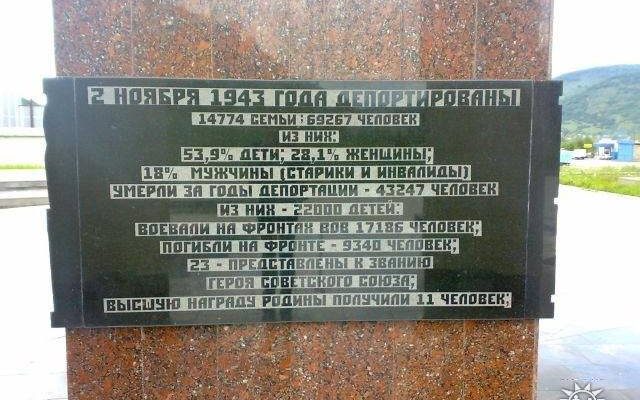 2 НОЯБРЯ 1943 ГОДА ДЕПОРТИРОВАНЫ
14774 СЕМЬИ : 69267 ЧЕЛОВЕК
ИЗ НИХ:
53,9% ДЕТИ; 28,1% ЖЕНЩИНЫ;
18% МУЖЧИНЫ (СТАРИКИ И ИНВАЛИДЫ)
УМЕРЛИ ЗА ГОДЫ ДЕПОРТАЦИИ - 43247 ЧЕЛОВЕК
ИЗ НИХ - 22000 ДЕТЕЙ.
ВОЕВАЛИ НА ФРОНТАХ ВОВ 17186 ЧЕЛОВЕК;
ПОГИБЛИ НА ФРОНТЕ - 9340 ЧЕЛОВЕК;
23 - ПРЕДСТАВЛЕНЫ К ЗВАНИЮ
ГЕРОЯ СОВЕТСКОГО СОЮЗА;
ВЫСШУЮ НАГРАДУ РОДИНЫ ПОЛУЧИЛИ 11 ЧЕЛОВЕК;